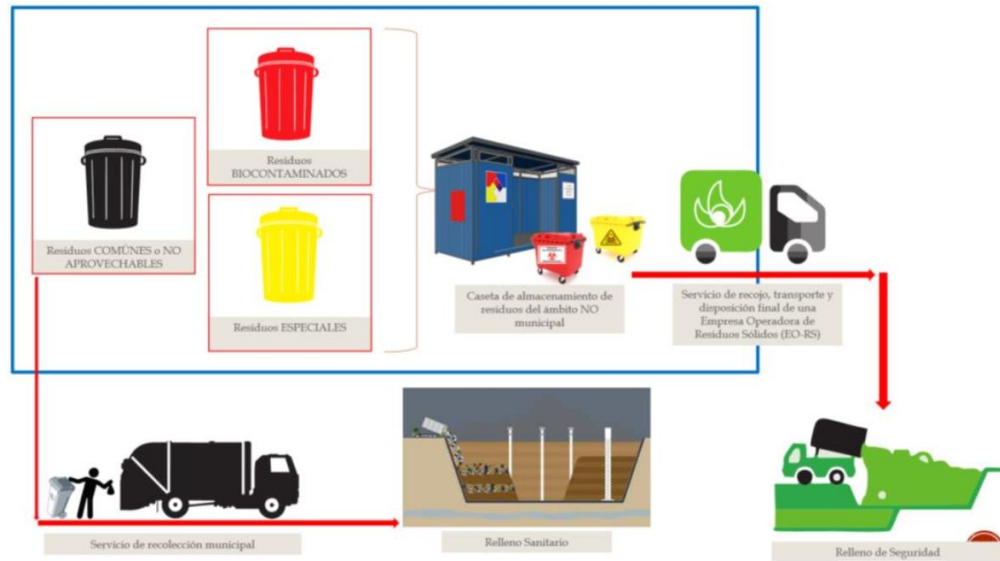 Residuos
BIOCONTAMINADOS
Residuos COMÚNES o NO
APROVECHABLES
Residuos ESPECIALES
Caseta de almacenamiento de
residuos del ámbito NO
municipal
Servicio de recojo, transporte y
disposición final de una
Empresa Operadora de
Residuos Sólidos (EO-RS)
Servicio de recolección municipal
Relleno Sanitario
Relleno de Seguridad